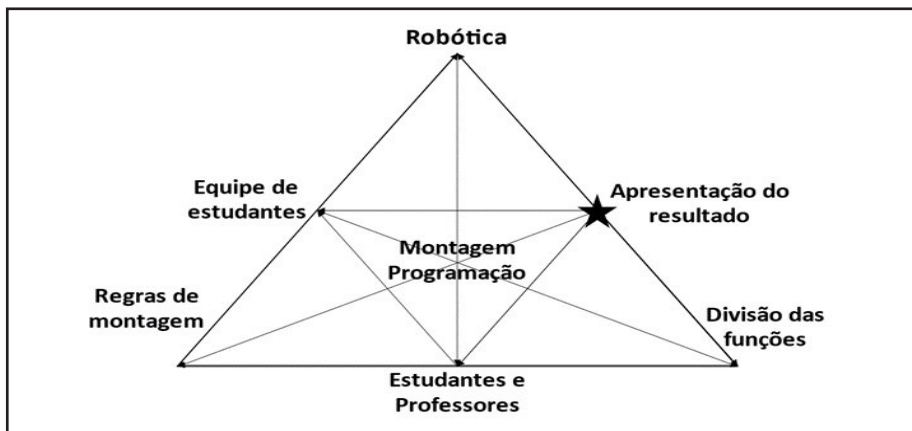 Robótica
Equipe de
estudantes
Apresentação do
resultado
Montagem
Programação
Regras de
montagem
Divisão das
funções
Estudantes e
Professores